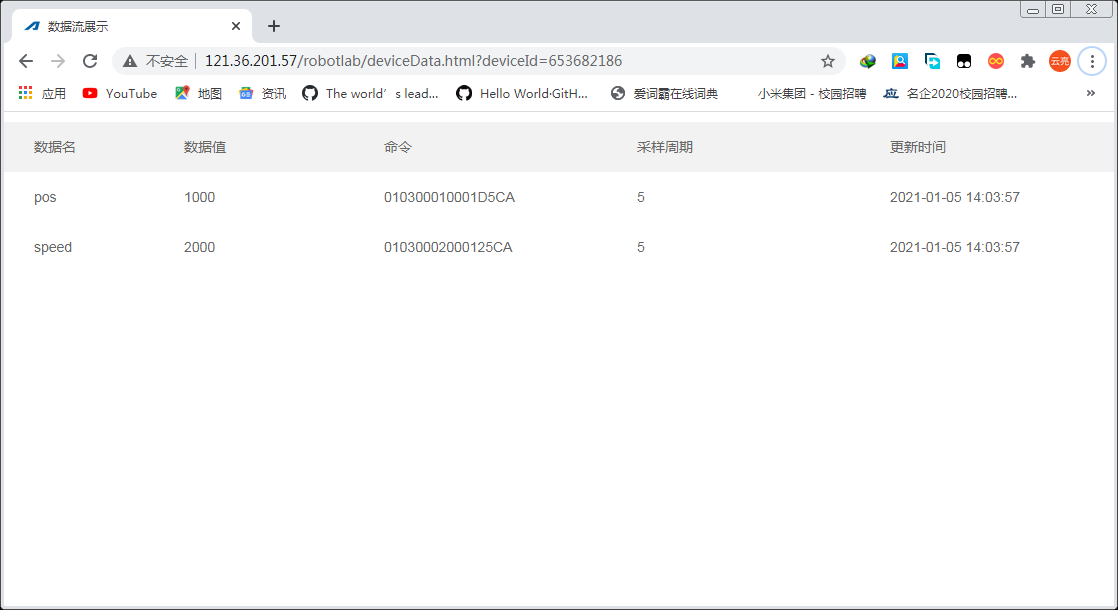 数据流展示
不安全 121.36.201.57/robotlab/deviceData.html?deviceId=653682186
云亮
应用 YouTube 地图 资讯 The world’s lead... Hello World·GitH... 爱词霸在线词典 小米集团 - 校园招聘 应 名企2020校园招聘... »
数据名 数据值 命令 采样周期 更新时间
pos 1000 010300010001D5CA 5 2021-01-05 14:03:57
speed 2000 01030002000125CA 5 2021-01-05 14:03:57